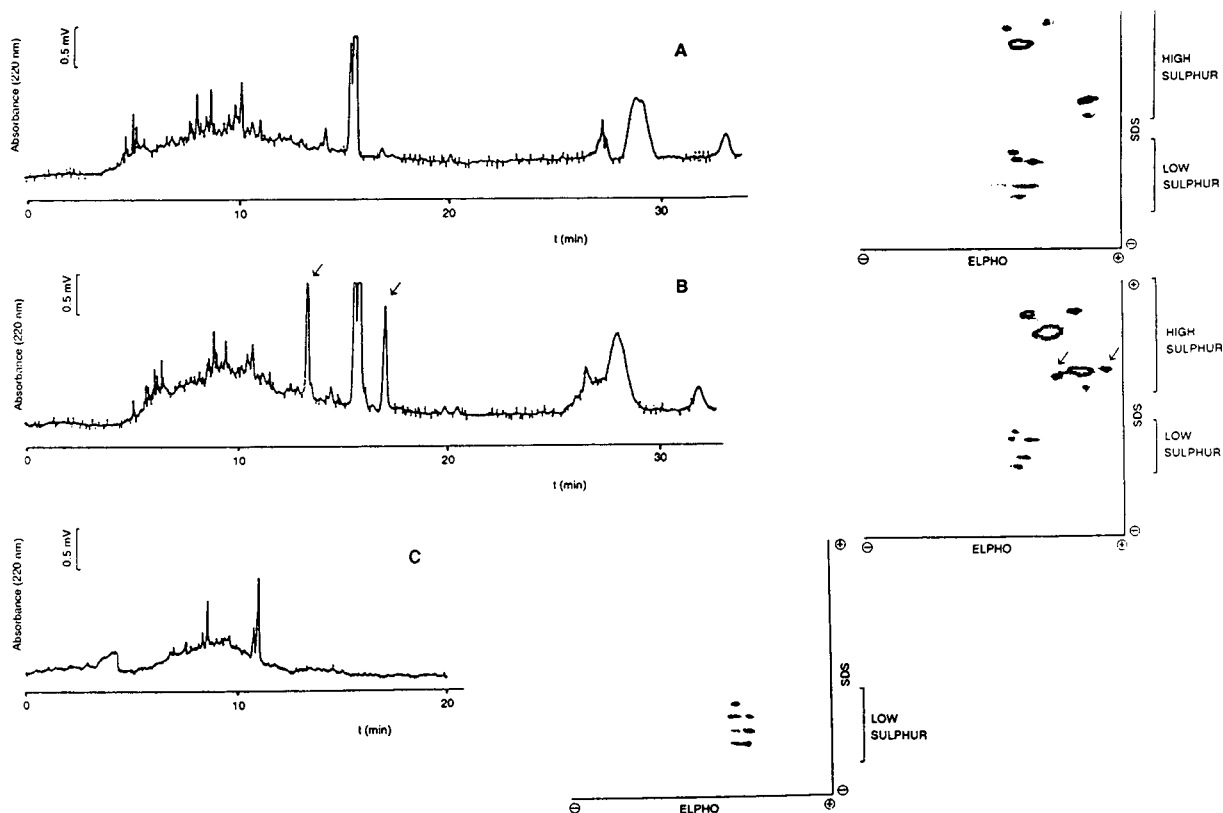 Absorbance (220 nm)
0.5 mV
A
0 10 20 30
t (min)
HIGH
SULPHUR
SDS
LOW
SULPHUR
⊖
⊖ ELPHO ⊕
Absorbance (220 nm)
0.5 mV
B
0 10 20 30
t (min)
⊕
HIGH
SULPHUR
SDS
LOW
SULPHUR
⊖
⊖ ELPHO ⊕
Absorbance (220 nm)
0.5 mV
C
0 10 20
t (min)
⊕
SDS
LOW
SULPHUR
⊖
⊖ ELPHO ⊕